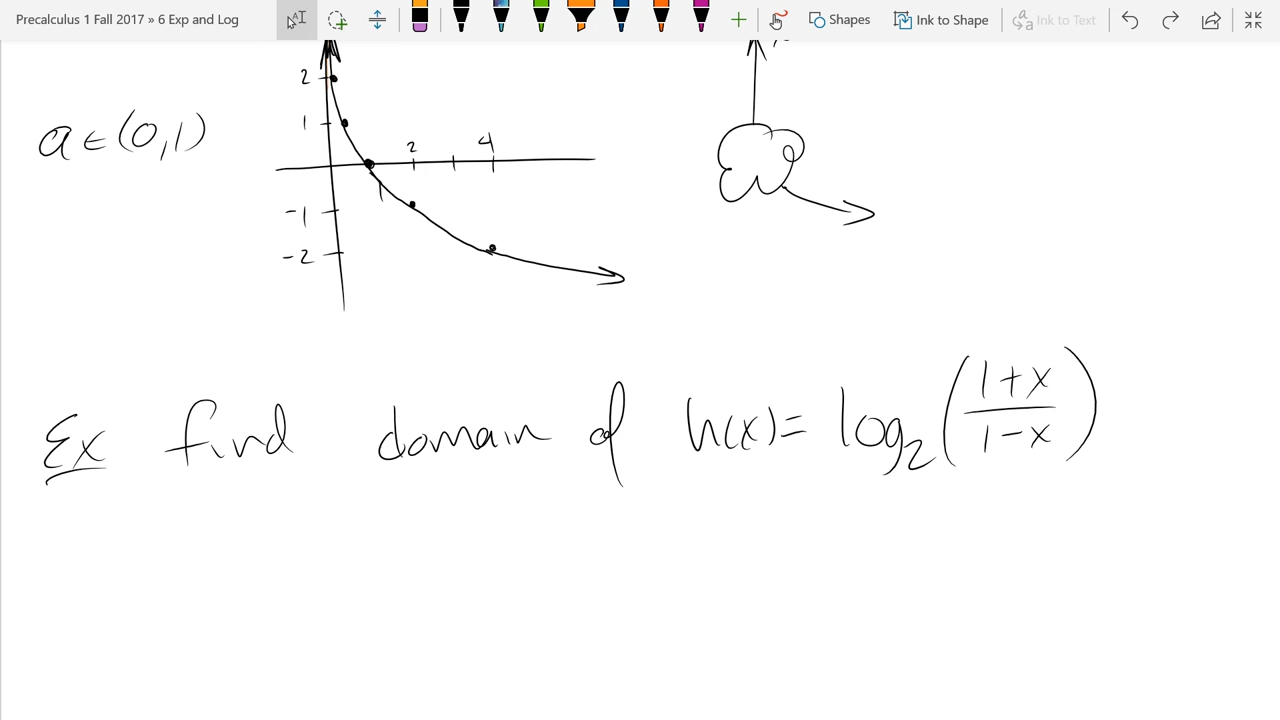 Precalculus 1 Fall 2017 » 6 Exp and Log
Shapes
Ink to Shape
Ink to Text
2
1
-1
-2
2
4
a ∈ (0,1)
Ex find domain of h(x) = log₂((1+x)/(1-x))